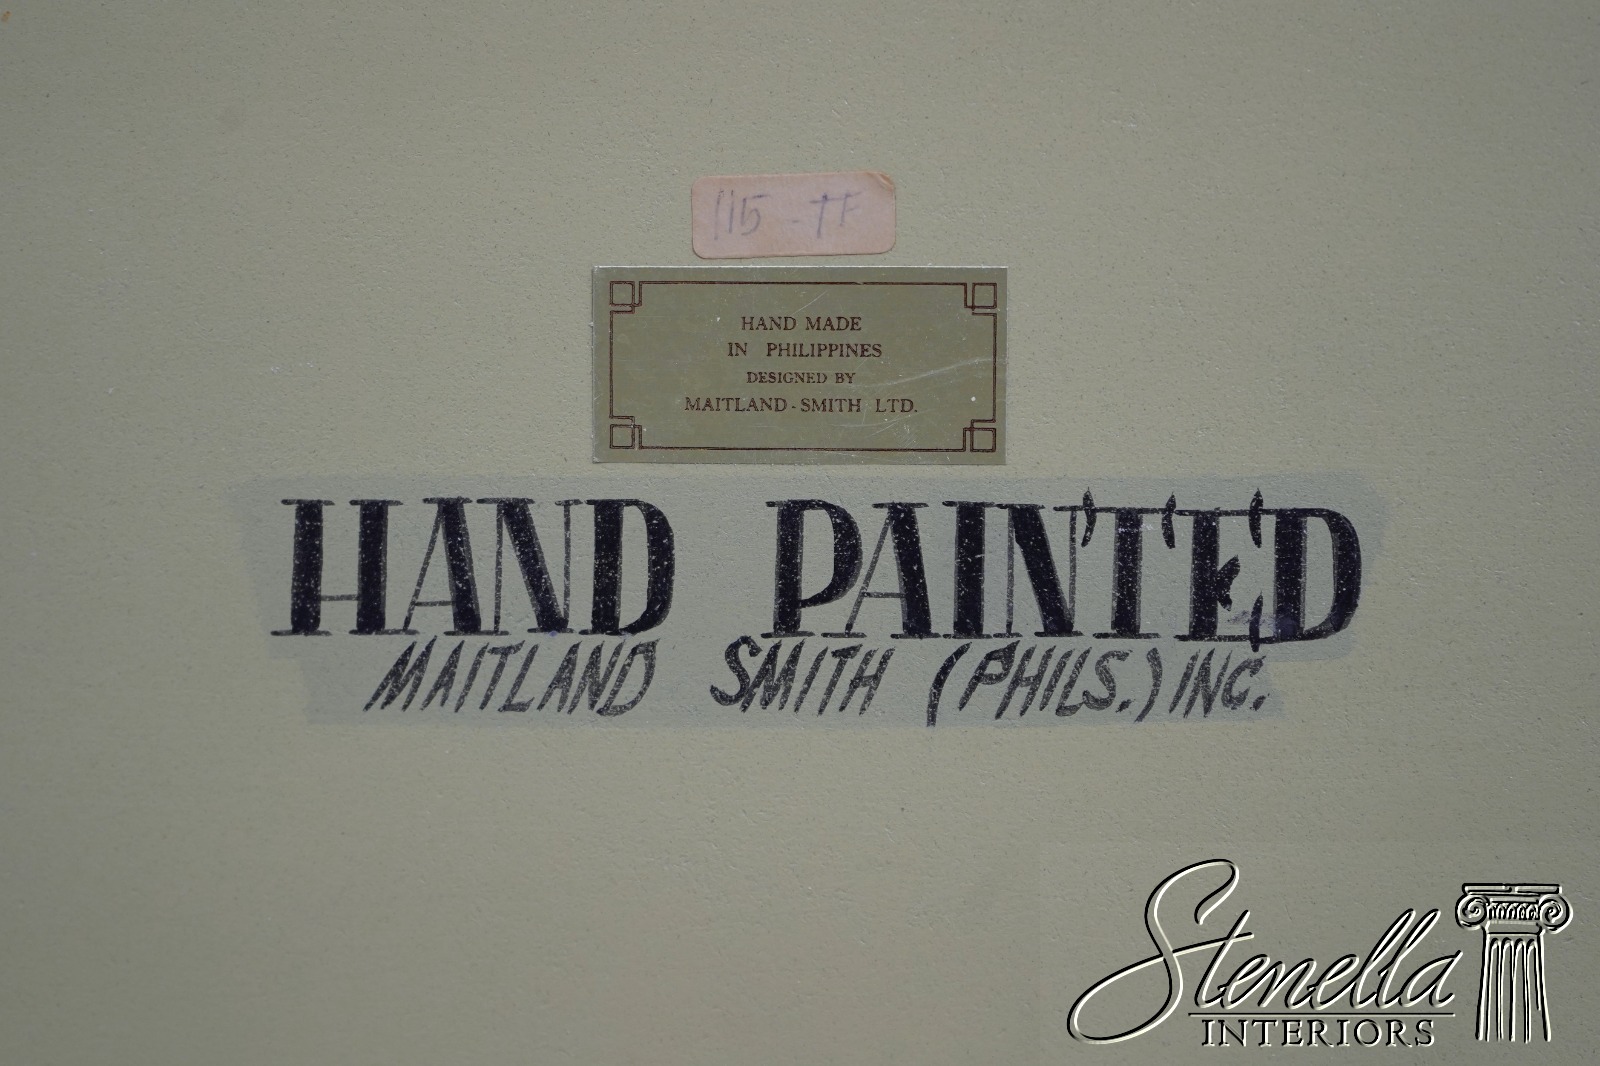 115 - TF
HAND MADE
IN PHILIPPINES
DESIGNED BY
MAITLAND-SMITH LTD.
HAND PAINTED
MAITLAND SMITH (PHILS.) INC.
Stenella
INTERIORS